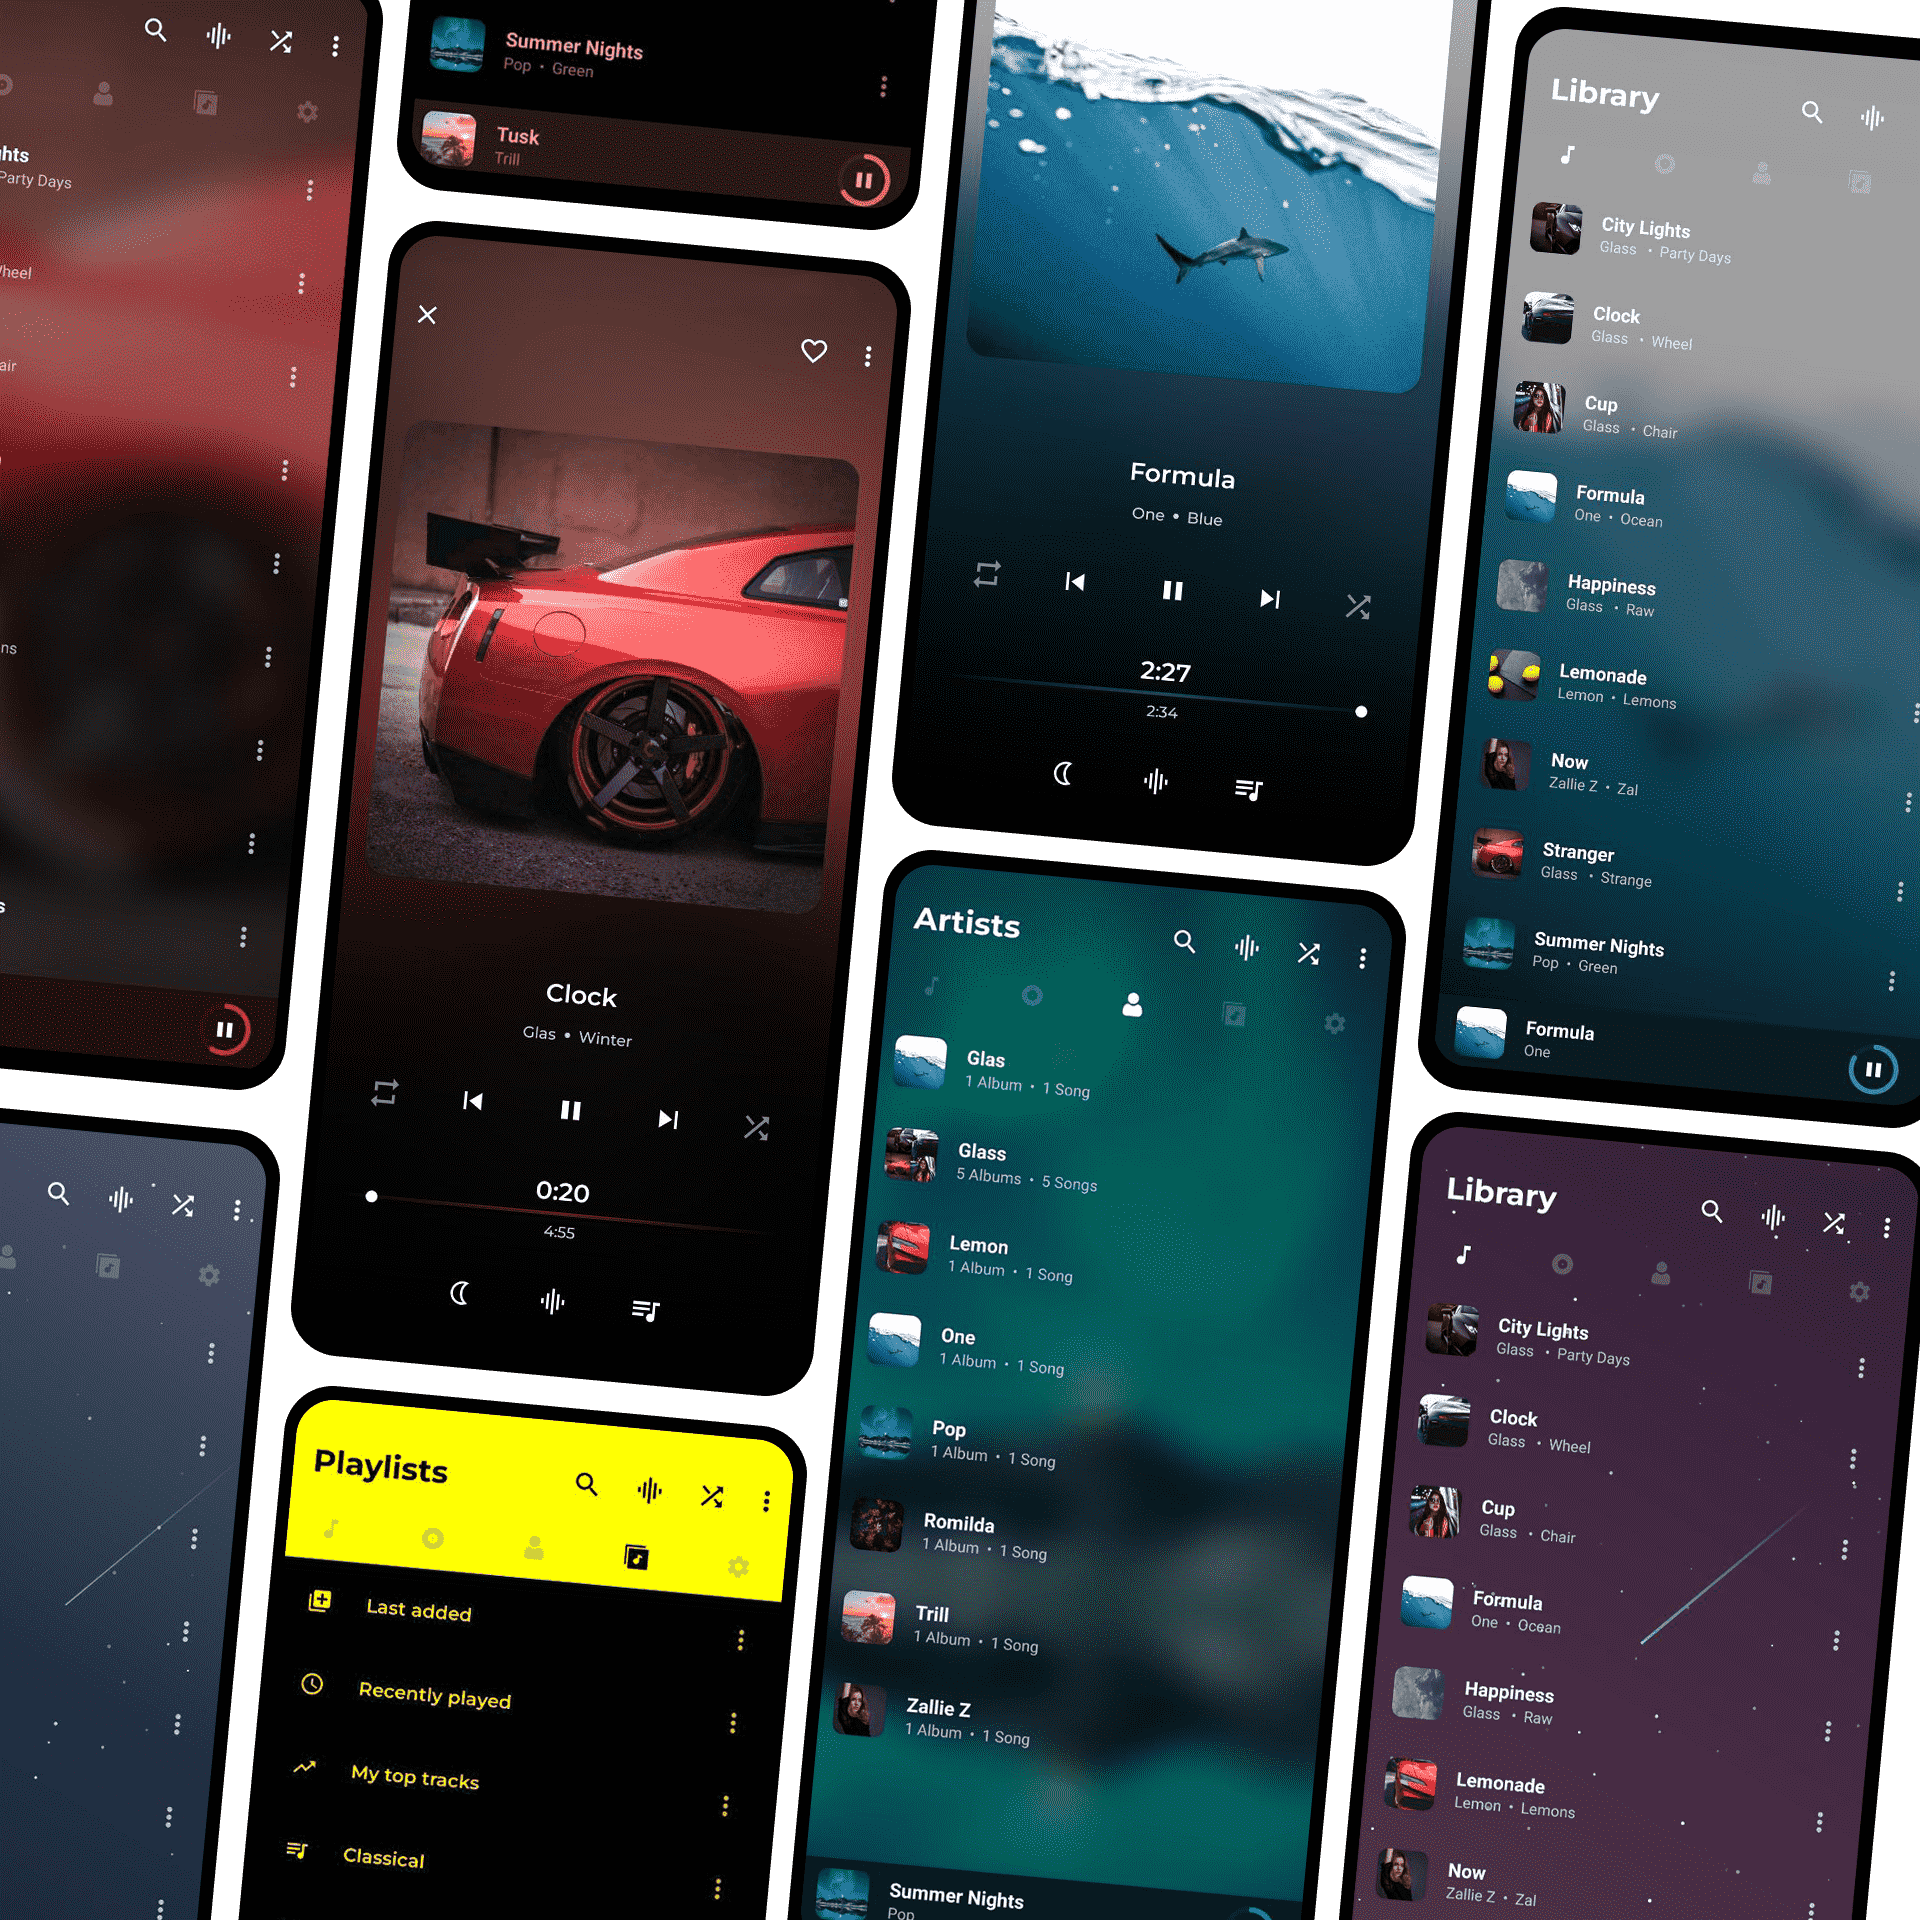 hts
Party Days
Wheel
air
ns
s
Summer Nights
Pop • Green
Tusk
Trill
Clock
Glas • Winter
0:20
4:55
Playlists
Last added
Recently played
My top tracks
Classical
Formula
One • Blue
2:27
2:34
Artists
Glas
1 Album • 1 Song
Glass
5 Albums • 5 Songs
Lemon
1 Album • 1 Song
One
1 Album • 1 Song
Pop
1 Album • 1 Song
Romilda
1 Album • 1 Song
Trill
1 Album • 1 Song
Zallie Z
1 Album • 1 Song
Summer Nights
Pop
Library
City Lights
Glass • Party Days
Clock
Glass • Wheel
Cup
Glass • Chair
Formula
One • Ocean
Happiness
Glass • Raw
Lemonade
Lemon • Lemons
Now
Zallie Z • Zal
Stranger
Glass • Strange
Summer Nights
Pop • Green
Formula
One
Library
City Lights
Glass • Party Days
Clock
Glass • Wheel
Cup
Glass • Chair
Formula
One • Ocean
Happiness
Glass • Raw
Lemonade
Lemon • Lemons
Now
Zallie Z • Zal